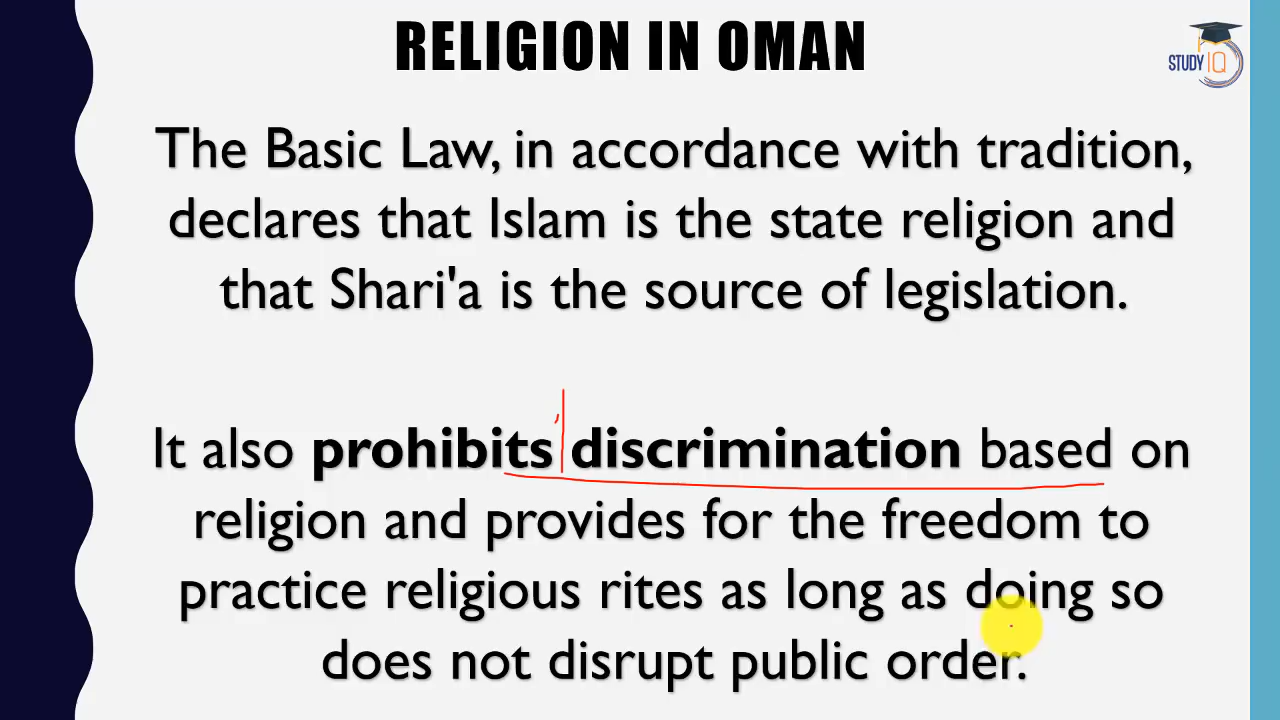 RELIGION IN OMAN
STUDY IQ
The Basic Law, in accordance with tradition,
declares that Islam is the state religion and
that Shari'a is the source of legislation.
It also prohibits discrimination based on
religion and provides for the freedom to
practice religious rites as long as doing so
does not disrupt public order.